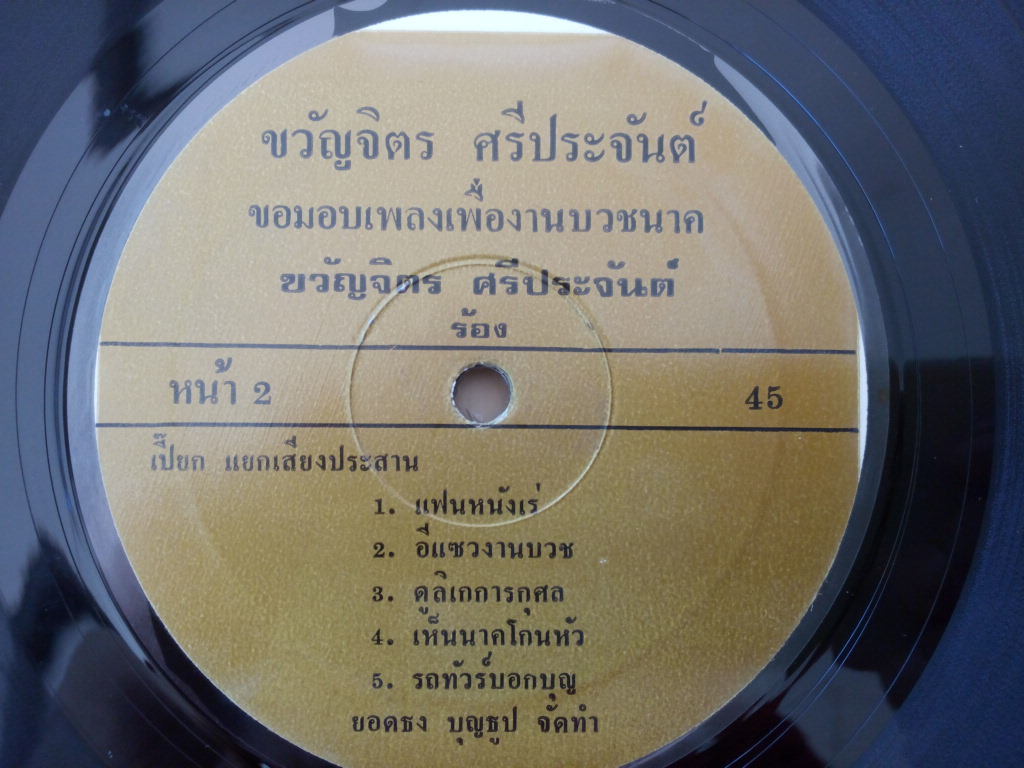 ขวัญจิตร ศรีประจันต์
ขอมอบเพลงเพื่องานบวชนาค
ขวัญจิตร ศรีประจันต์
ร้อง
หน้า 2 45
เปี๊ยก แยกเสียงประสาน
1. แฟนหนังเร่
2. อีแซวงานบวช
3. ดูลิเกการกุศล
4. เห็นนาคโกนหัว
5. รถทัวร์บอกบุญ
ยอดธง บุญธูป จัดทำ